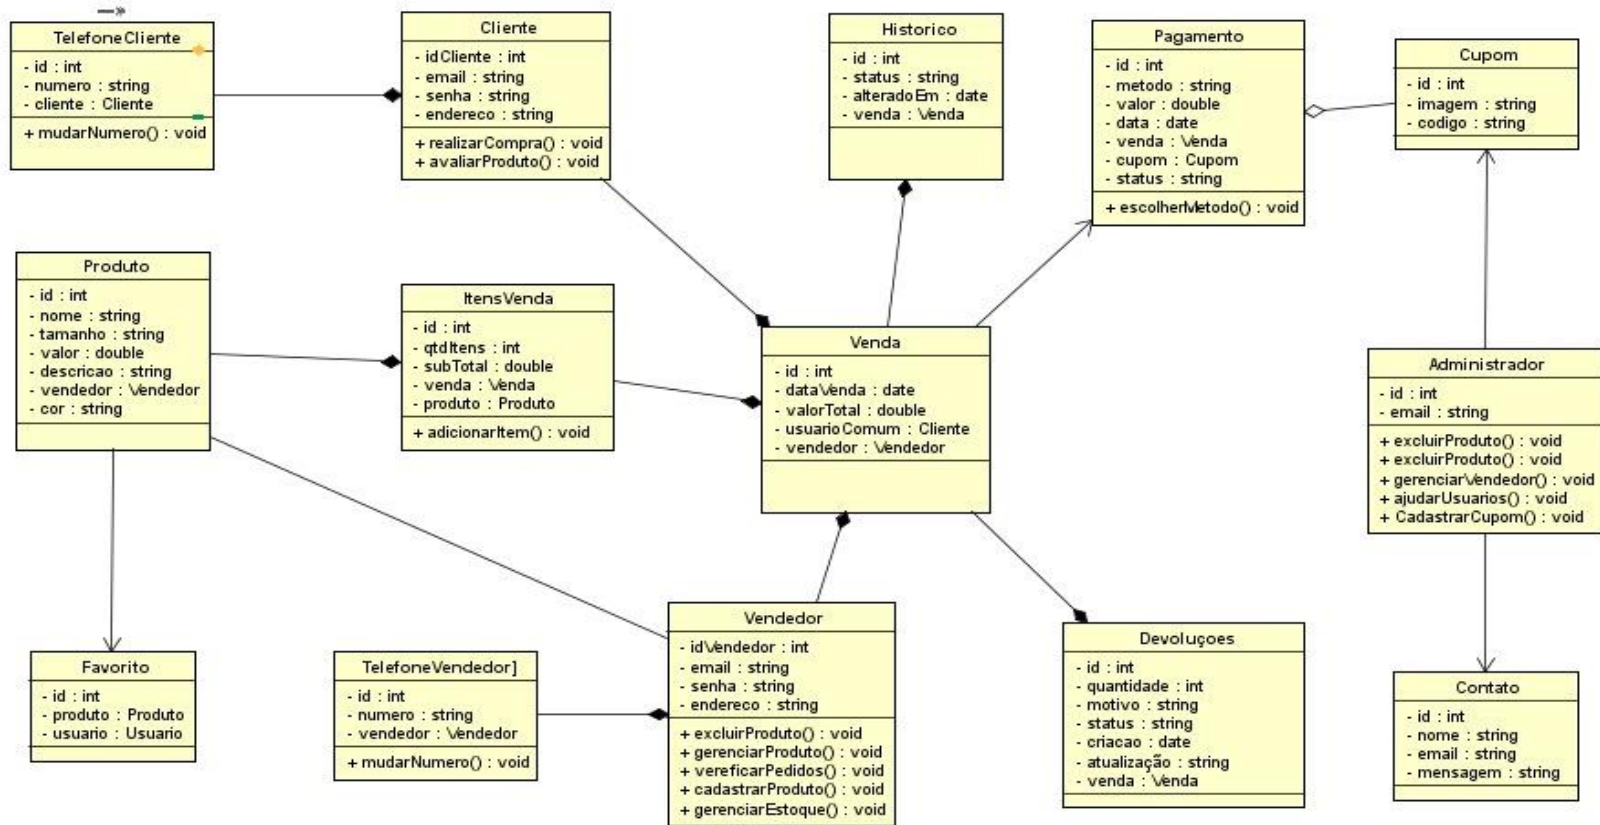 TelefoneCliente
- id : int
- numero : string
- cliente : Cliente
+ mudarNumero() : void
Cliente
- idCliente : int
- email : string
- senha : string
- endereco : string
+ realizarCompra() : void
+ avaliarProduto() : void
Historico
- id : int
- status : string
- alteradoEm : date
- venda : Venda
Pagamento
- id : int
- metodo : string
- valor : double
- data : date
- venda : Venda
- cupom : Cupom
- status : string
+ escolherMetodo() : void
Cupom
- id : int
- imagem : string
- codigo : string
Produto
- id : int
- nome : string
- tamanho : string
- valor : double
- descricao : string
- vendedor : Vendedor
- cor : string
ItensVenda
- id : int
- qtdItens : int
- subTotal : double
- venda : Venda
- produto : Produto
+ adicionarItem() : void
Venda
- id : int
- dataVenda : date
- valorTotal : double
- usuarioComum : Cliente
- vendedor : Vendedor
Administrador
- id : int
- email : string
+ excluirProduto() : void
+ excluirProduto() : void
+ gerenciarVendedor() : void
+ ajudarUsuarios() : void
+ CadastrarCupom() : void
Favorito
- id : int
- produto : Produto
- usuario : Usuario
TelefoneVendedor]
- id : int
- numero : string
- vendedor : Vendedor
+ mudarNumero() : void
Vendedor
- idVendedor : int
- email : string
- senha : string
- endereco : string
+ excluirProduto() : void
+ gerenciarProduto() : void
+ vereficarPedidos() : void
+ cadastrarProduto() : void
+ gerenciarEstoque() : void
Devoluçoes
- id : int
- quantidade : int
- motivo : string
- status : string
- criacao : date
- atualização : string
- venda : Venda
Contato
- id : int
- nome : string
- email : string
- mensagem : string